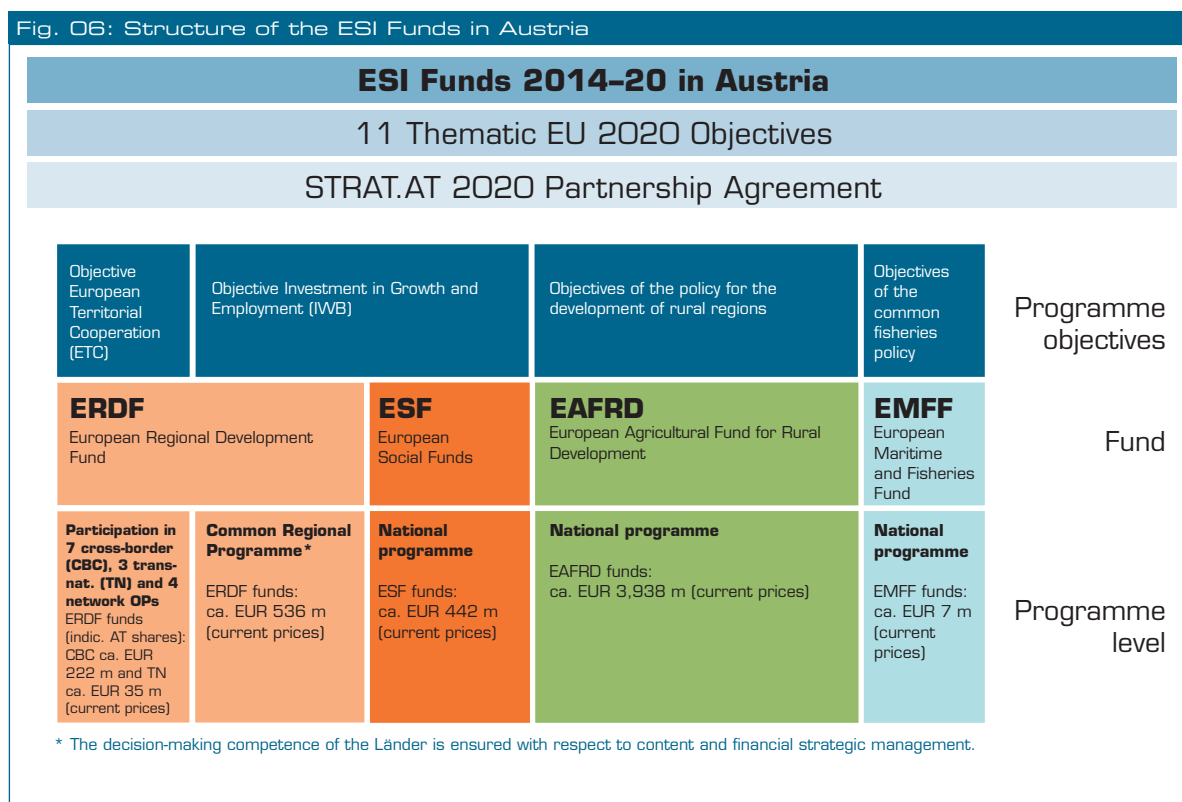 Fig. 06: Structure of the ESI Funds in Austria
ESI Funds 2014–20 in Austria
11 Thematic EU 2020 Objectives
STRAT.AT 2020 Partnership Agreement
Objective
European
Territorial
Cooperation
(ETC)
Objective Investment in Growth and
Employment (IWB)
Objectives of the policy for the
development of rural regions
Objectives
of the
common
fisheries
policy
Programme
objectives
ERDF
European Regional Development
Fund
ESF
European
Social Funds
EAFRD
European Agricultural Fund for Rural
Development
EMFF
European
Maritime
and Fisheries
Fund
Fund
Participation in
7 cross-border
(CBC), 3 trans-
nat. (TN) and 4
network OPs
ERDF funds
(indic. AT shares):
CBC ca. EUR
222 m and TN
ca. EUR 35 m
(current prices)
Common Regional
Programme*
ERDF funds:
ca. EUR 536 m
(current prices)
National
programme
ESF funds:
ca. EUR 442 m
(current prices)
National programme
EAFRD funds:
ca. EUR 3,938 m (current prices)
National
programme
EMFF funds:
ca. EUR 7 m
(current
prices)
Programme
level
* The decision-making competence of the Länder is ensured with respect to content and financial strategic management.